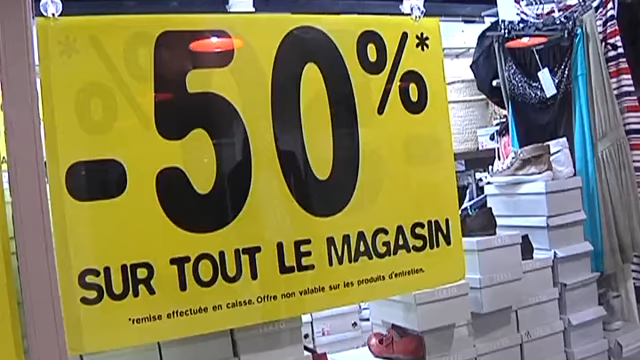 -50%*
SUR TOUT LE MAGASIN
*remise effectuée en caisse. Offre non valable sur les produits d'entretien.